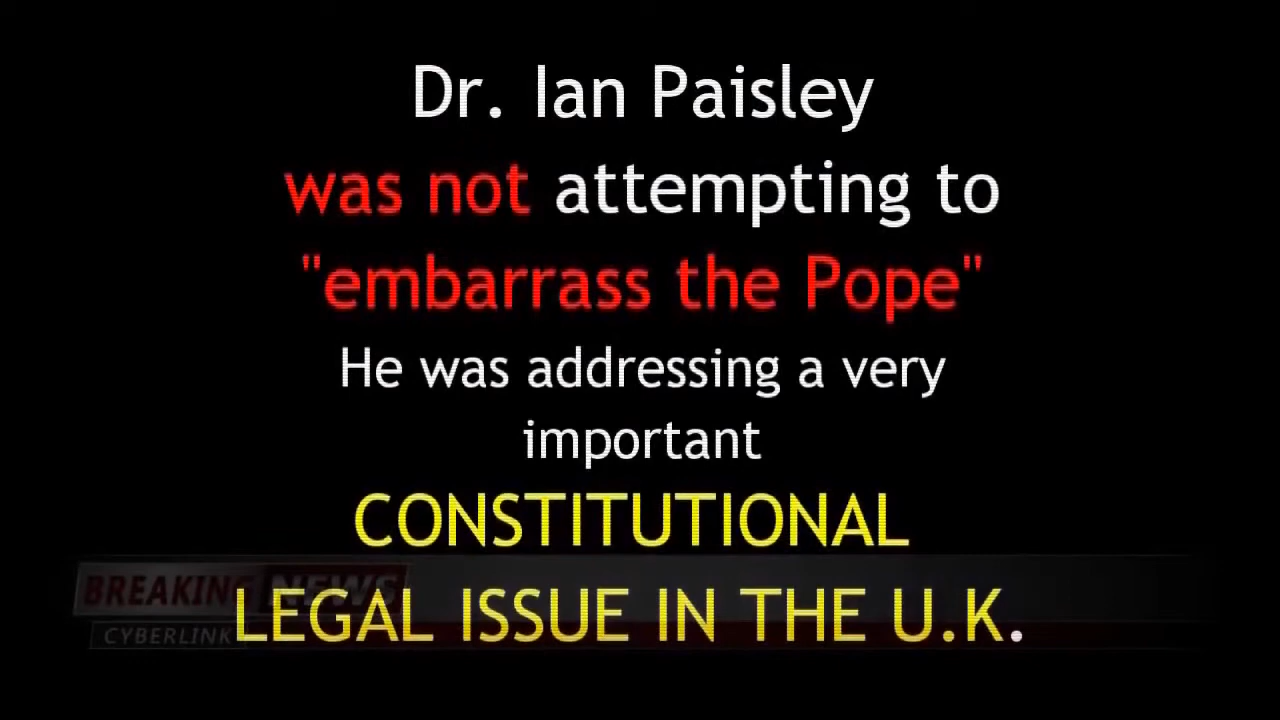 Dr. Ian Paisley
was not attempting to
"embarrass the Pope"
He was addressing a very
important
CONSTITUTIONAL
BREAKING NEWS
LEGAL ISSUE IN THE U.K.
CYBERLINK